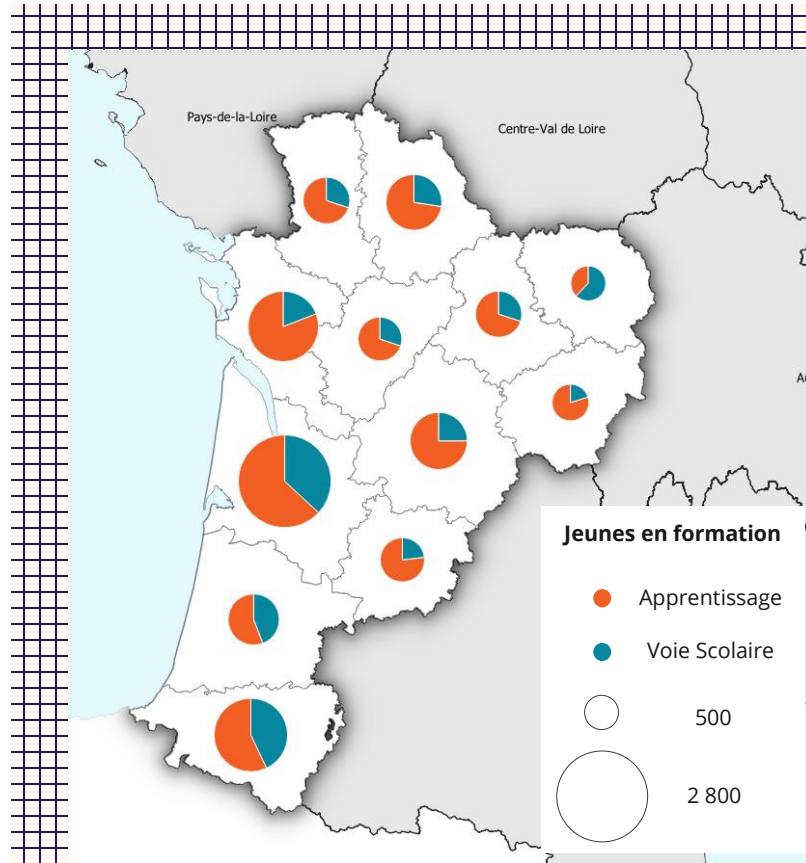 Pays-de-la-Loire
Centre-Val de Loire
Jeunes en formation
Apprentissage
Voie Scolaire
500
2 800